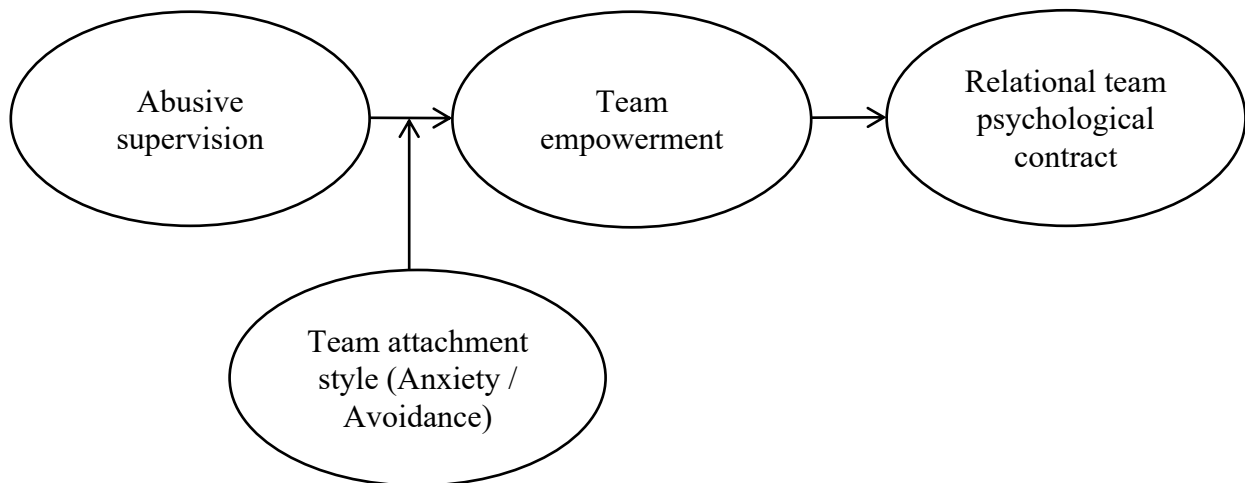 Abusive
supervision
Team
empowerment
Relational team
psychological
contract
Team attachment
style (Anxiety /
Avoidance)